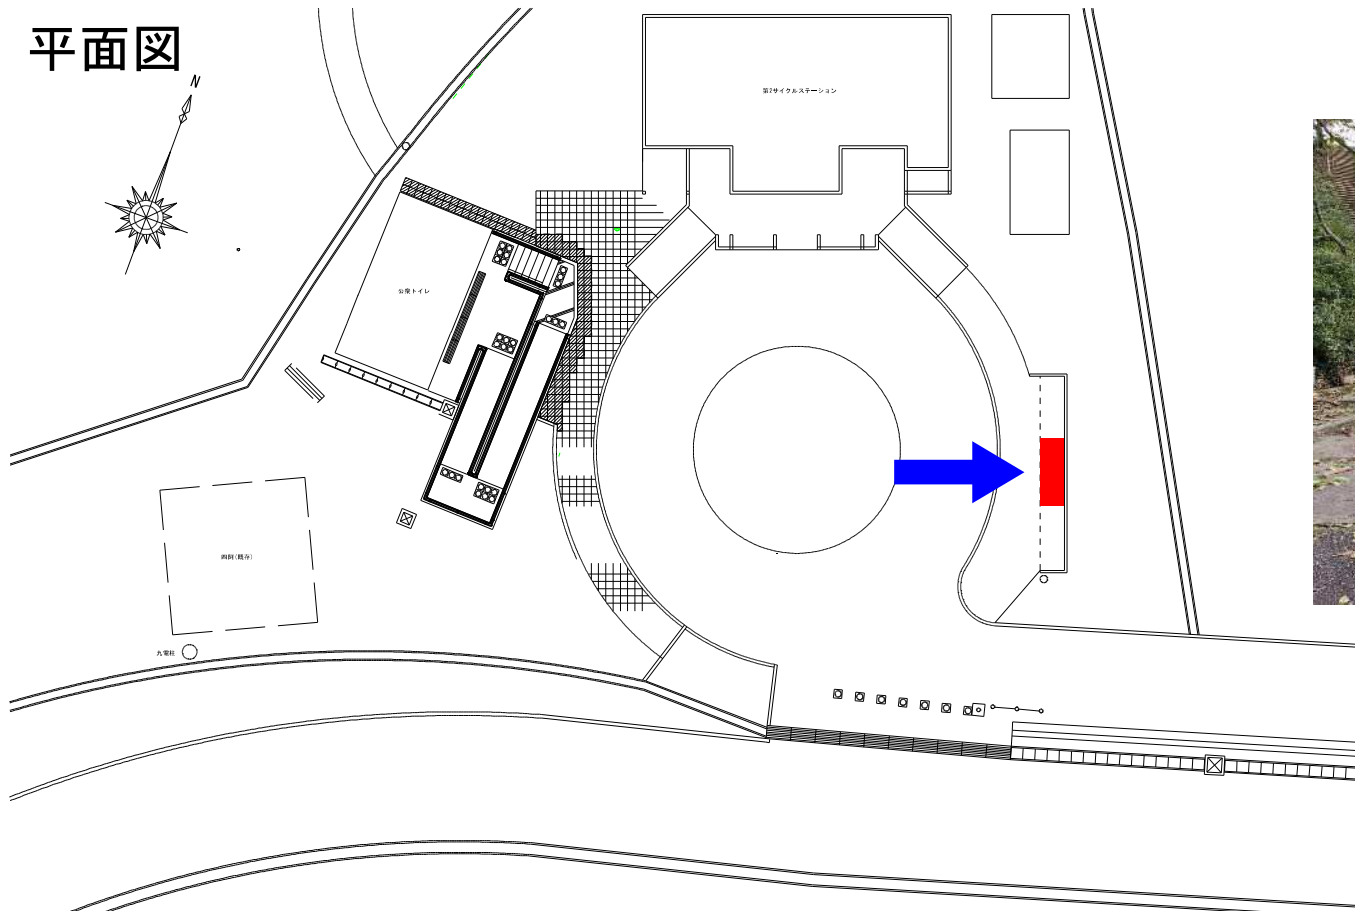 平面図
N
第2サイクルステーション
公衆トイレ
四阿(既存)
九電柱